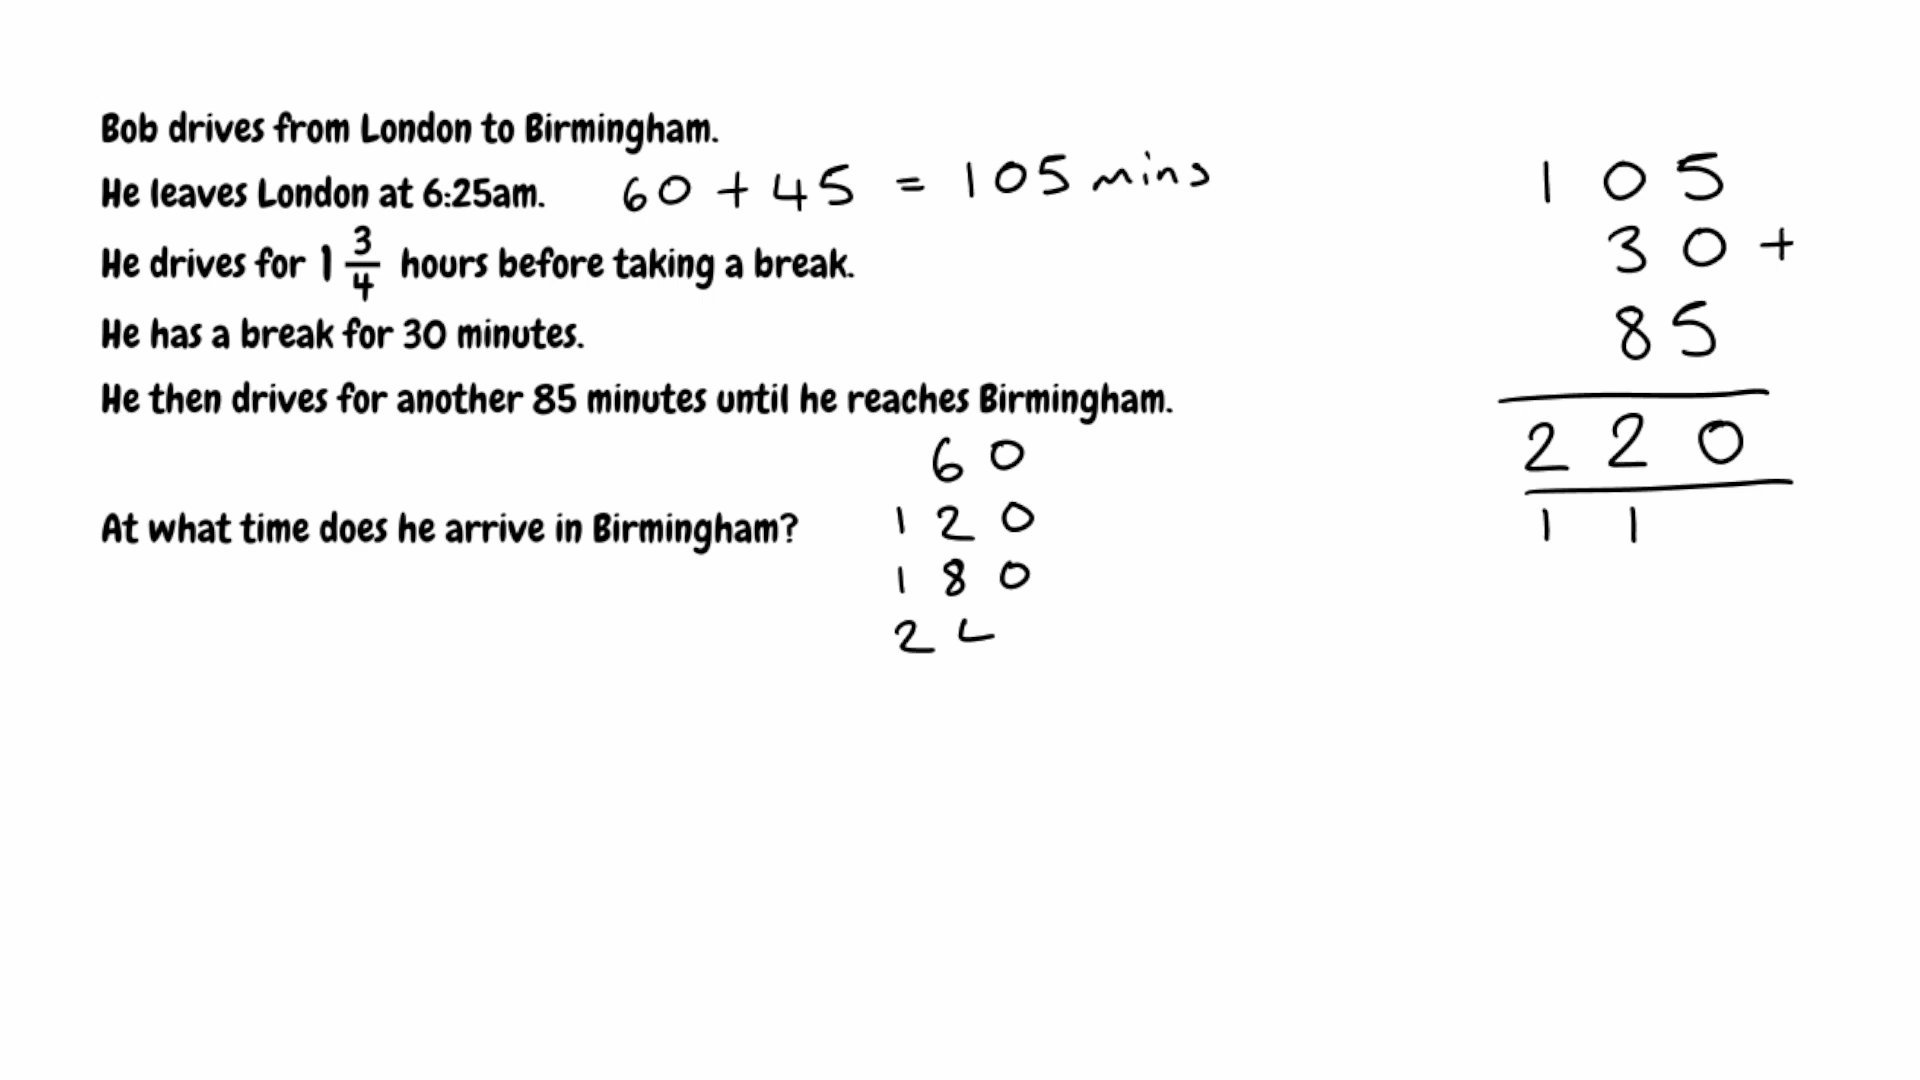 Bob drives from London to Birmingham.
He leaves London at 6:25am.
60 + 45 = 105 mins
He drives for 1 3/4 hours before taking a break.
He has a break for 30 minutes.
He then drives for another 85 minutes until he reaches Birmingham.
At what time does he arrive in Birmingham?
60
120
180
2
105
30 +
85
220
1 1